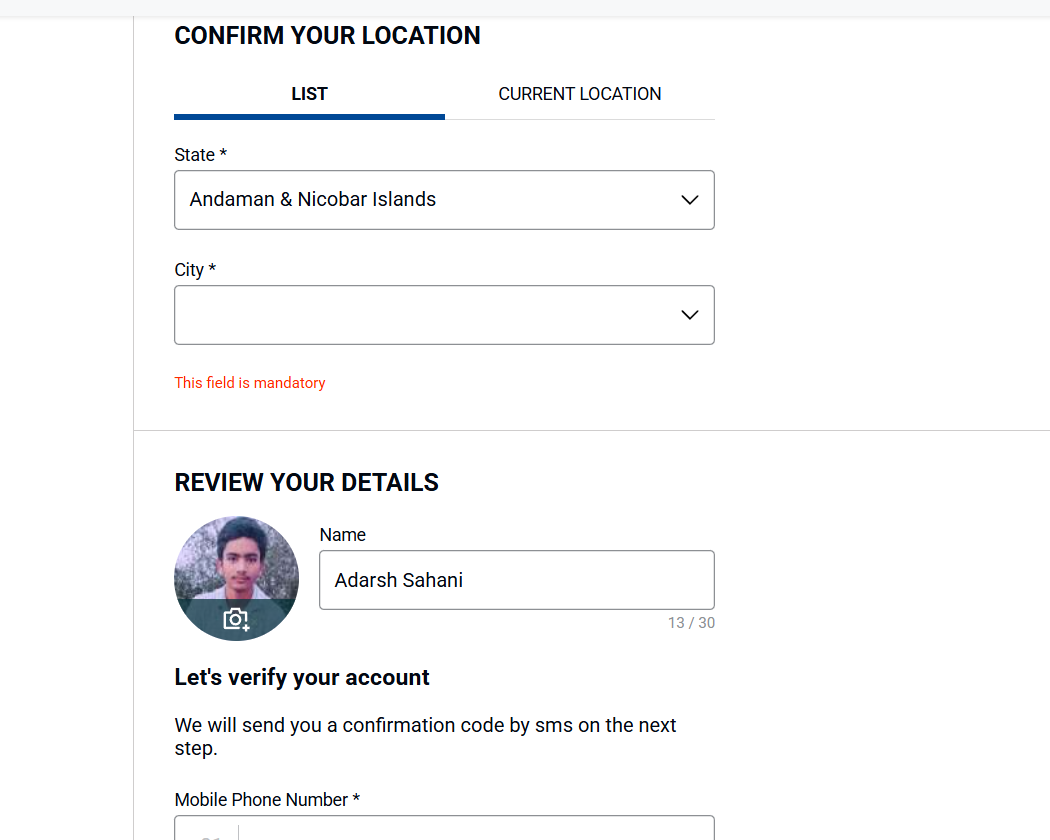 CONFIRM YOUR LOCATION
LIST
CURRENT LOCATION
State *
Andaman & Nicobar Islands
City *
This field is mandatory
REVIEW YOUR DETAILS
Name
Adarsh Sahani
13 / 30
Let's verify your account
We will send you a confirmation code by sms on the next
step.
Mobile Phone Number *